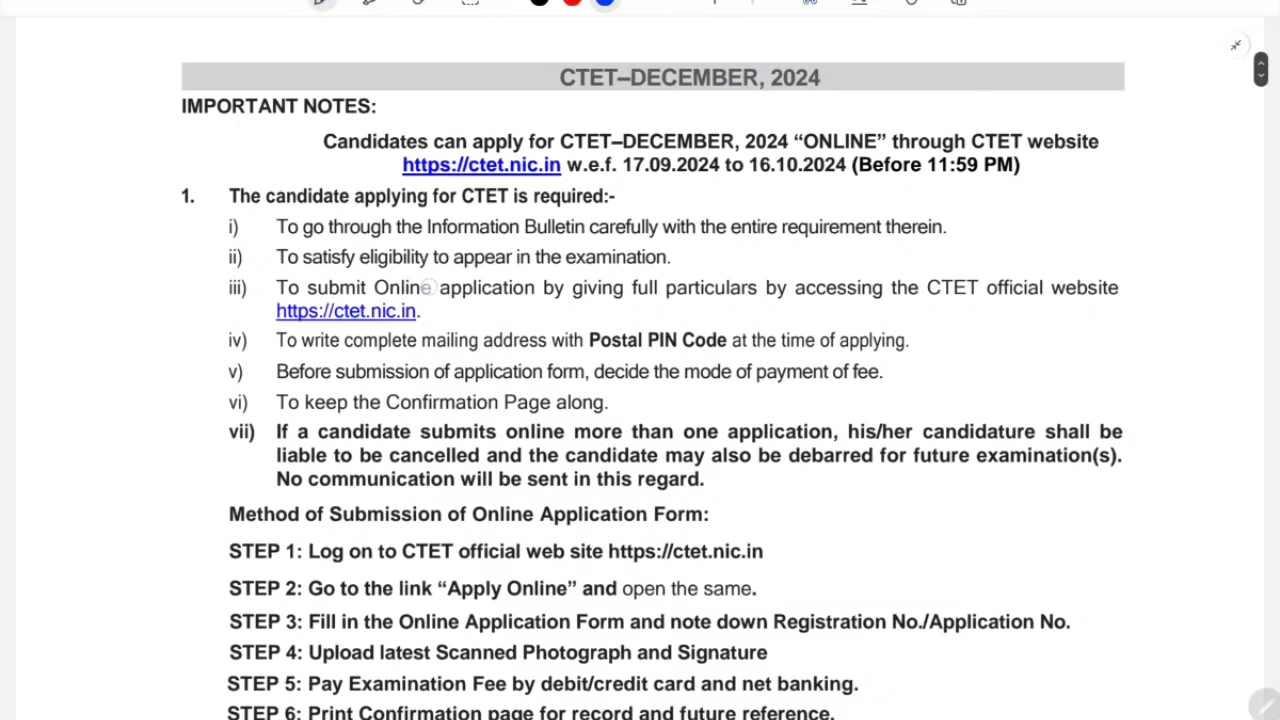 CTET–DECEMBER, 2024
IMPORTANT NOTES:
Candidates can apply for CTET–DECEMBER, 2024 “ONLINE” through CTET website
https://ctet.nic.in w.e.f. 17.09.2024 to 16.10.2024 (Before 11:59 PM)
1. The candidate applying for CTET is required:-
i) To go through the Information Bulletin carefully with the entire requirement therein.
ii) To satisfy eligibility to appear in the examination.
iii) To submit Online application by giving full particulars by accessing the CTET official website
https://ctet.nic.in.
iv) To write complete mailing address with Postal PIN Code at the time of applying.
v) Before submission of application form, decide the mode of payment of fee.
vi) To keep the Confirmation Page along.
vii) If a candidate submits online more than one application, his/her candidature shall be
liable to be cancelled and the candidate may also be debarred for future examination(s).
No communication will be sent in this regard.
Method of Submission of Online Application Form:
STEP 1: Log on to CTET official web site https://ctet.nic.in
STEP 2: Go to the link “Apply Online” and open the same.
STEP 3: Fill in the Online Application Form and note down Registration No./Application No.
STEP 4: Upload latest Scanned Photograph and Signature
STEP 5: Pay Examination Fee by debit/credit card and net banking.
STEP 6: Print Confirmation page for record and future reference.